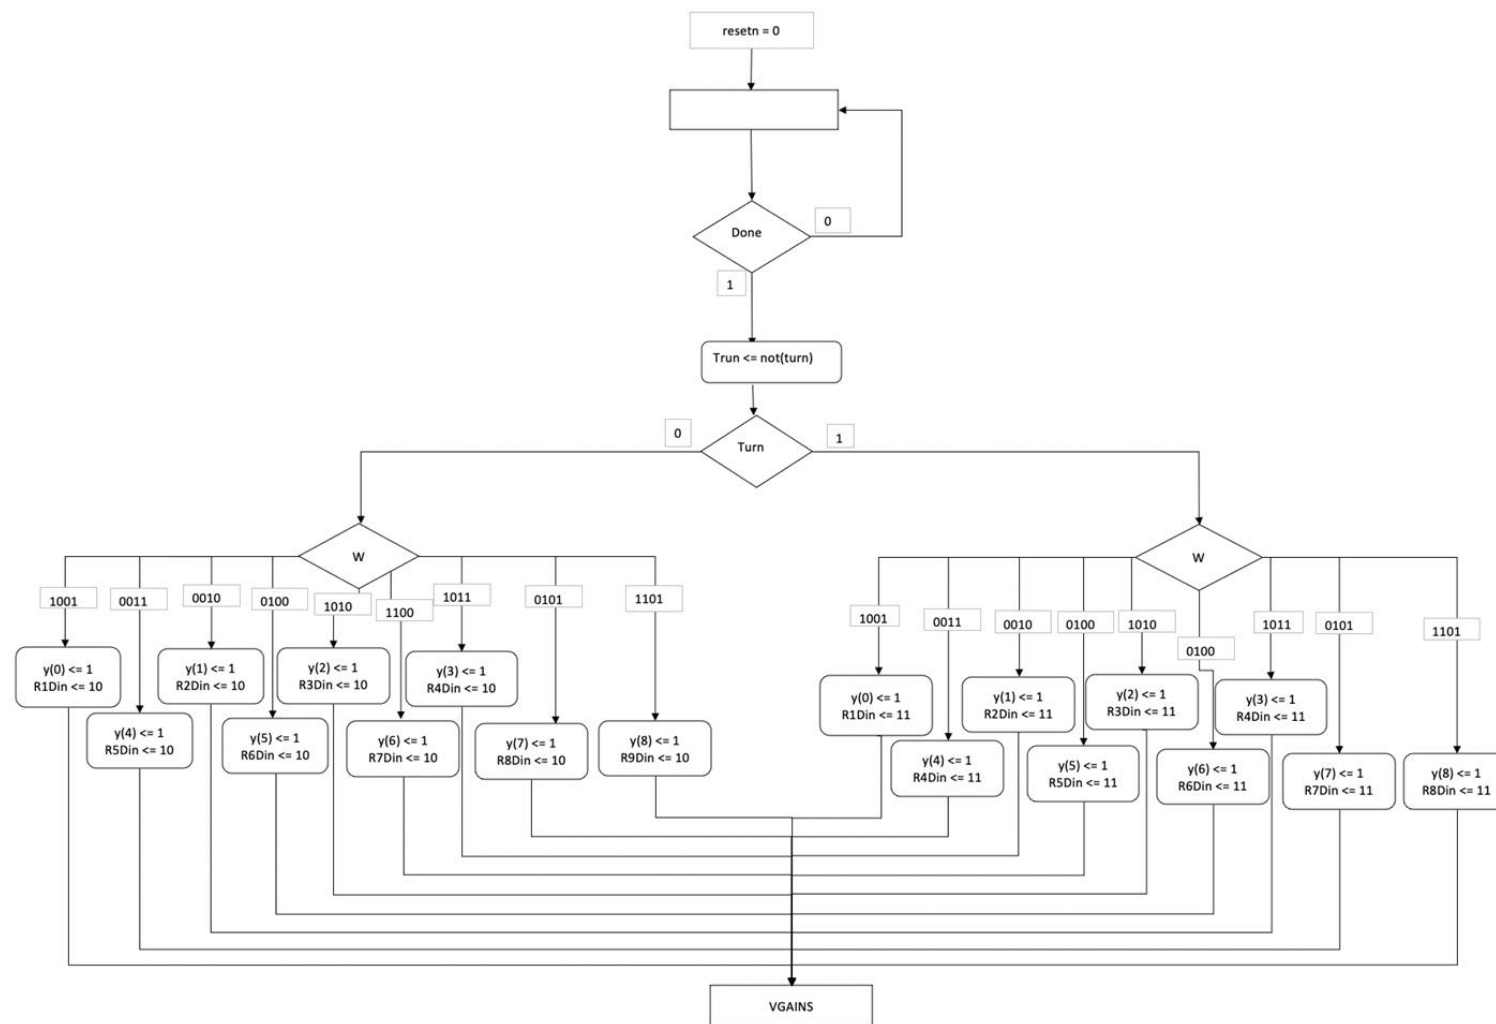 resetn = 0
Done
0
1
Trun <= not(turn)
0
Turn
1
W
W
1001
0011
0010
0100
1010
1100
1011
0101
1101
1001
0011
0010
0100
1010
0100
1011
0101
1101
y(0) <= 1
R1Din <= 10
y(1) <= 1
R2Din <= 10
y(2) <= 1
R3Din <= 10
y(3) <= 1
R4Din <= 10
y(4) <= 1
R5Din <= 10
y(5) <= 1
R6Din <= 10
y(6) <= 1
R7Din <= 10
y(7) <= 1
R8Din <= 10
y(8) <= 1
R9Din <= 10
y(0) <= 1
R1Din <= 11
y(1) <= 1
R2Din <= 11
y(2) <= 1
R3Din <= 11
y(3) <= 1
R4Din <= 11
y(4) <= 1
R4Din <= 11
y(5) <= 1
R5Din <= 11
y(6) <= 1
R6Din <= 11
y(7) <= 1
R7Din <= 11
y(8) <= 1
R8Din <= 11
VGAINS